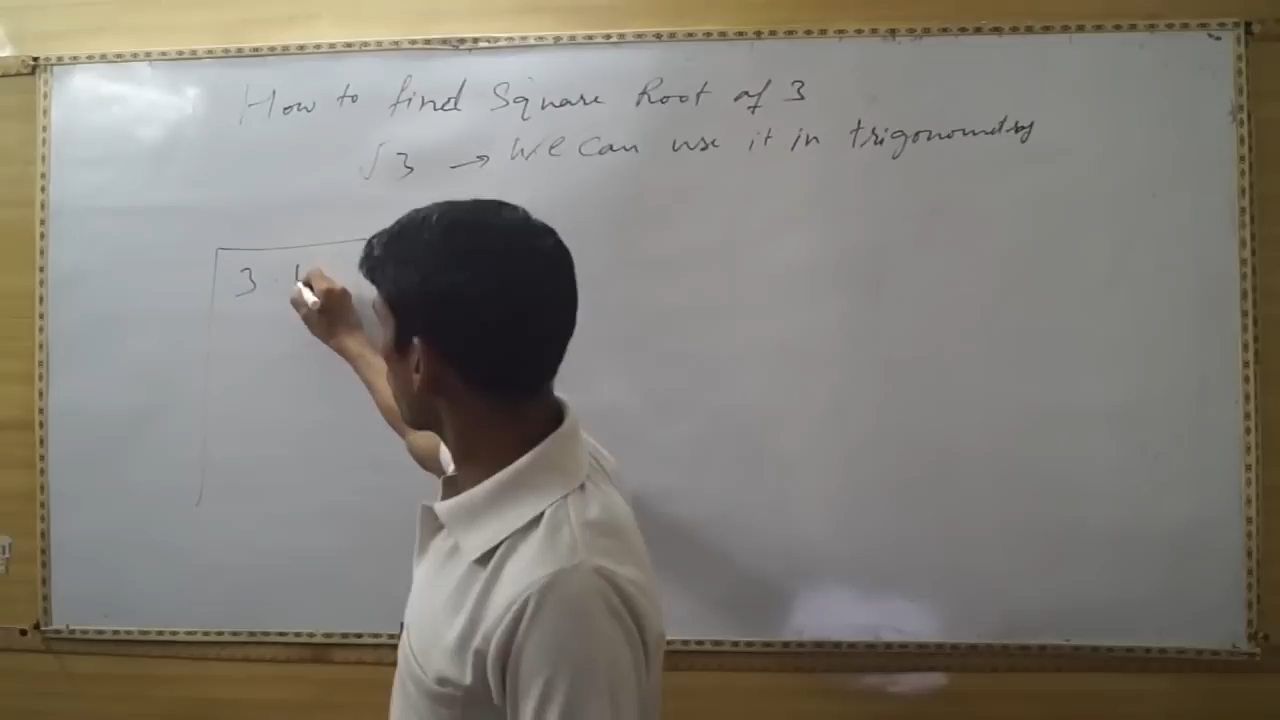 How to find Square Root of 3
√3 → We can use it in trigonometry
3.